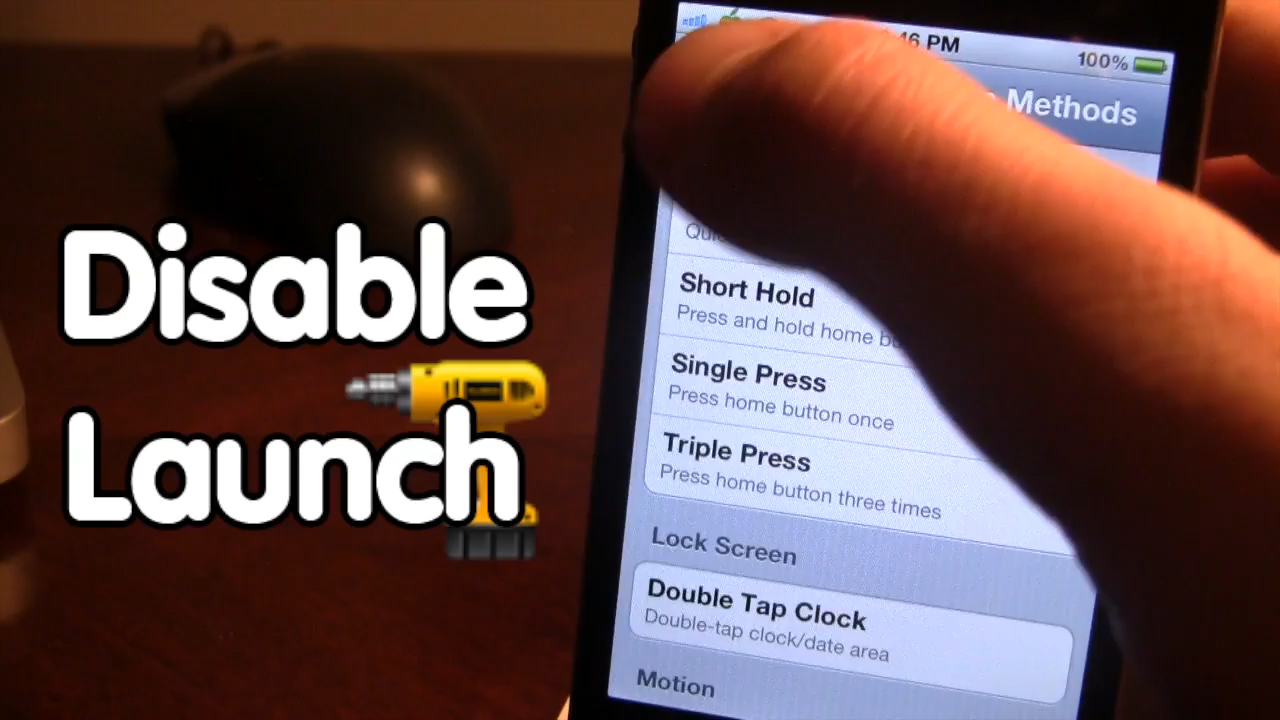 PM
100%
Methods
Short Hold
Press and hold home
Single Press
Press home button once
Triple Press
Press home button three times
Lock Screen
Double Tap Clock
Double-tap clock/date area
Motion
Disable
Launch